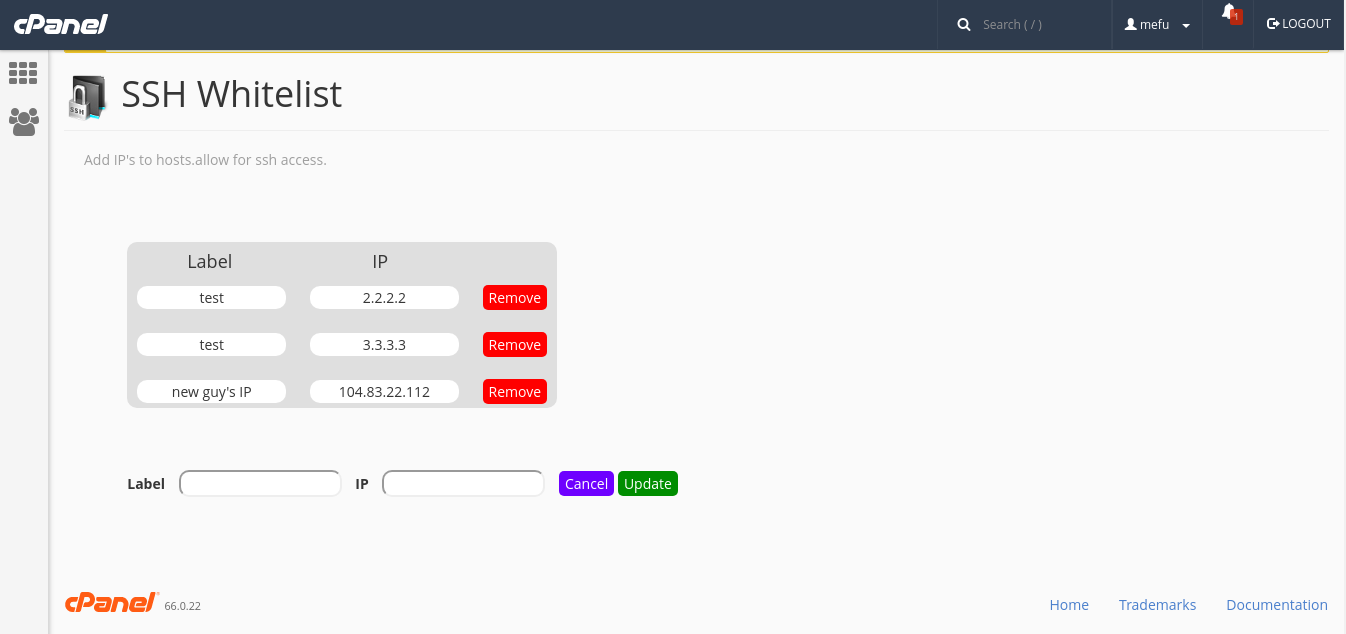 cPanel
Search ( / )
mefu
1
LOGOUT
SSH
SSH Whitelist
Add IP's to hosts.allow for ssh access.
Label IP
test 2.2.2.2 Remove
test 3.3.3.3 Remove
new guy's IP 104.83.22.112 Remove
Label IP Cancel Update
cPanel 66.0.22
Home Trademarks Documentation